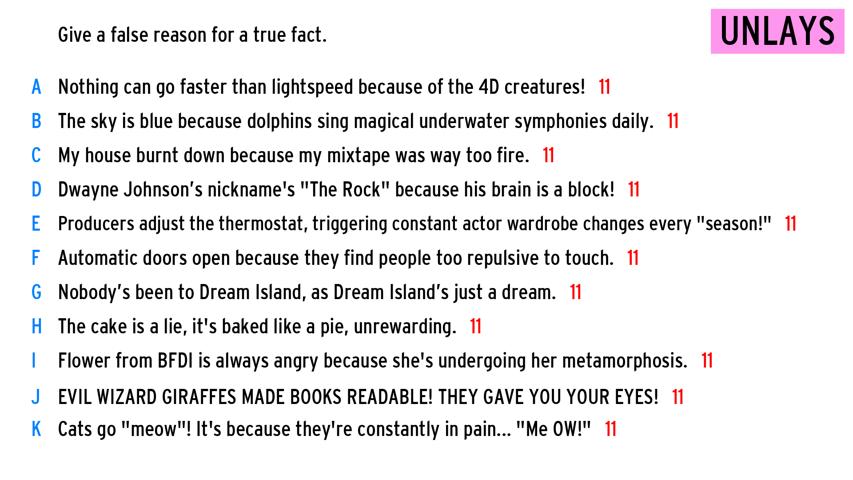 Give a false reason for a true fact.
UNLAYS
A Nothing can go faster than lightspeed because of the 4D creatures! 11
B The sky is blue because dolphins sing magical underwater symphonies daily. 11
C My house burnt down because my mixtape was way too fire. 11
D Dwayne Johnson's nickname's "The Rock" because his brain is a block! 11
E Producers adjust the thermostat, triggering constant actor wardrobe changes every "season!" 11
F Automatic doors open because they find people too repulsive to touch. 11
G Nobody's been to Dream Island, as Dream Island's just a dream. 11
H The cake is a lie, it's baked like a pie, unrewarding. 11
I Flower from BFDI is always angry because she's undergoing her metamorphosis. 11
J EVIL WIZARD GIRAFFES MADE BOOKS READABLE! THEY GAVE YOU YOUR EYES! 11
K Cats go "meow"! It's because they're constantly in pain... "Me OW!" 11